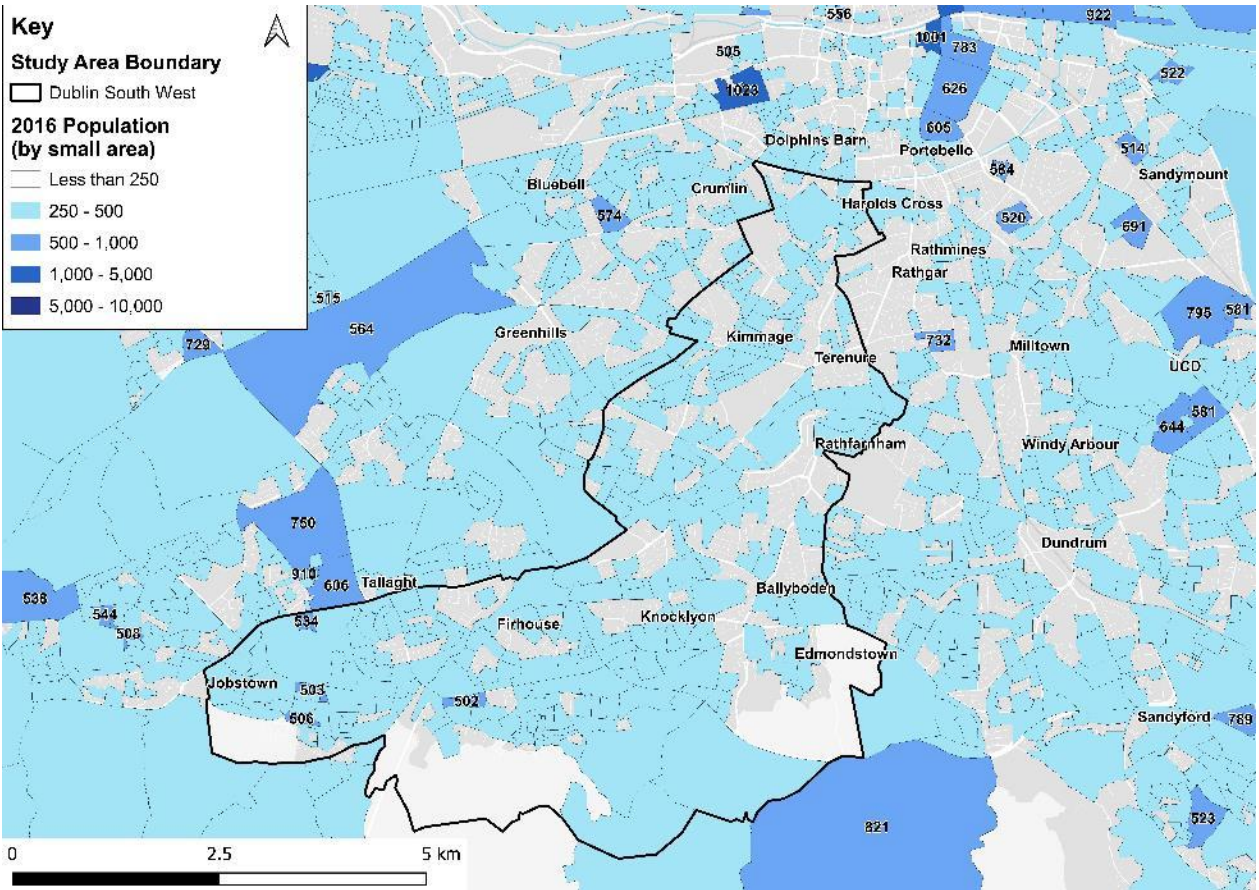 Key
Study Area Boundary
Dublin South West
2016 Population
(by small area)
Less than 250
250 - 500
500 - 1,000
1,000 - 5,000
5,000 - 10,000
556
922
1001
505
783
522
1023
626
605
Dolphins Barn
Portobello
514
584
Sandymount
Bluebell
Crumlin
Harolds Cross
574
520
691
Rathmines
Rathgar
515
564
795
581
Greenhills
Kimmage
732
Milltown
729
Terenure
UCD
581
644
Rathfarnham
Windy Arbour
750
Dundrum
910
606
Tallaght
538
Ballyboden
544
508
534
Firhouse
Knocklyon
Edmondstown
Jobstown
503
502
506
Sandyford
789
821
523
0
2.5
5 km